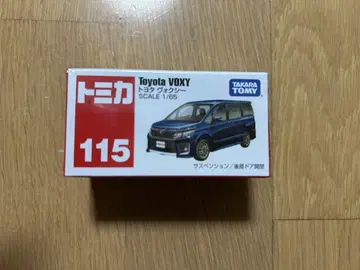 トミカ
115
Toyota VOXY
トヨタ ヴォクシー
SCALE 1/65
TAKARA
TOMY
サスペンション／後部ドア開閉